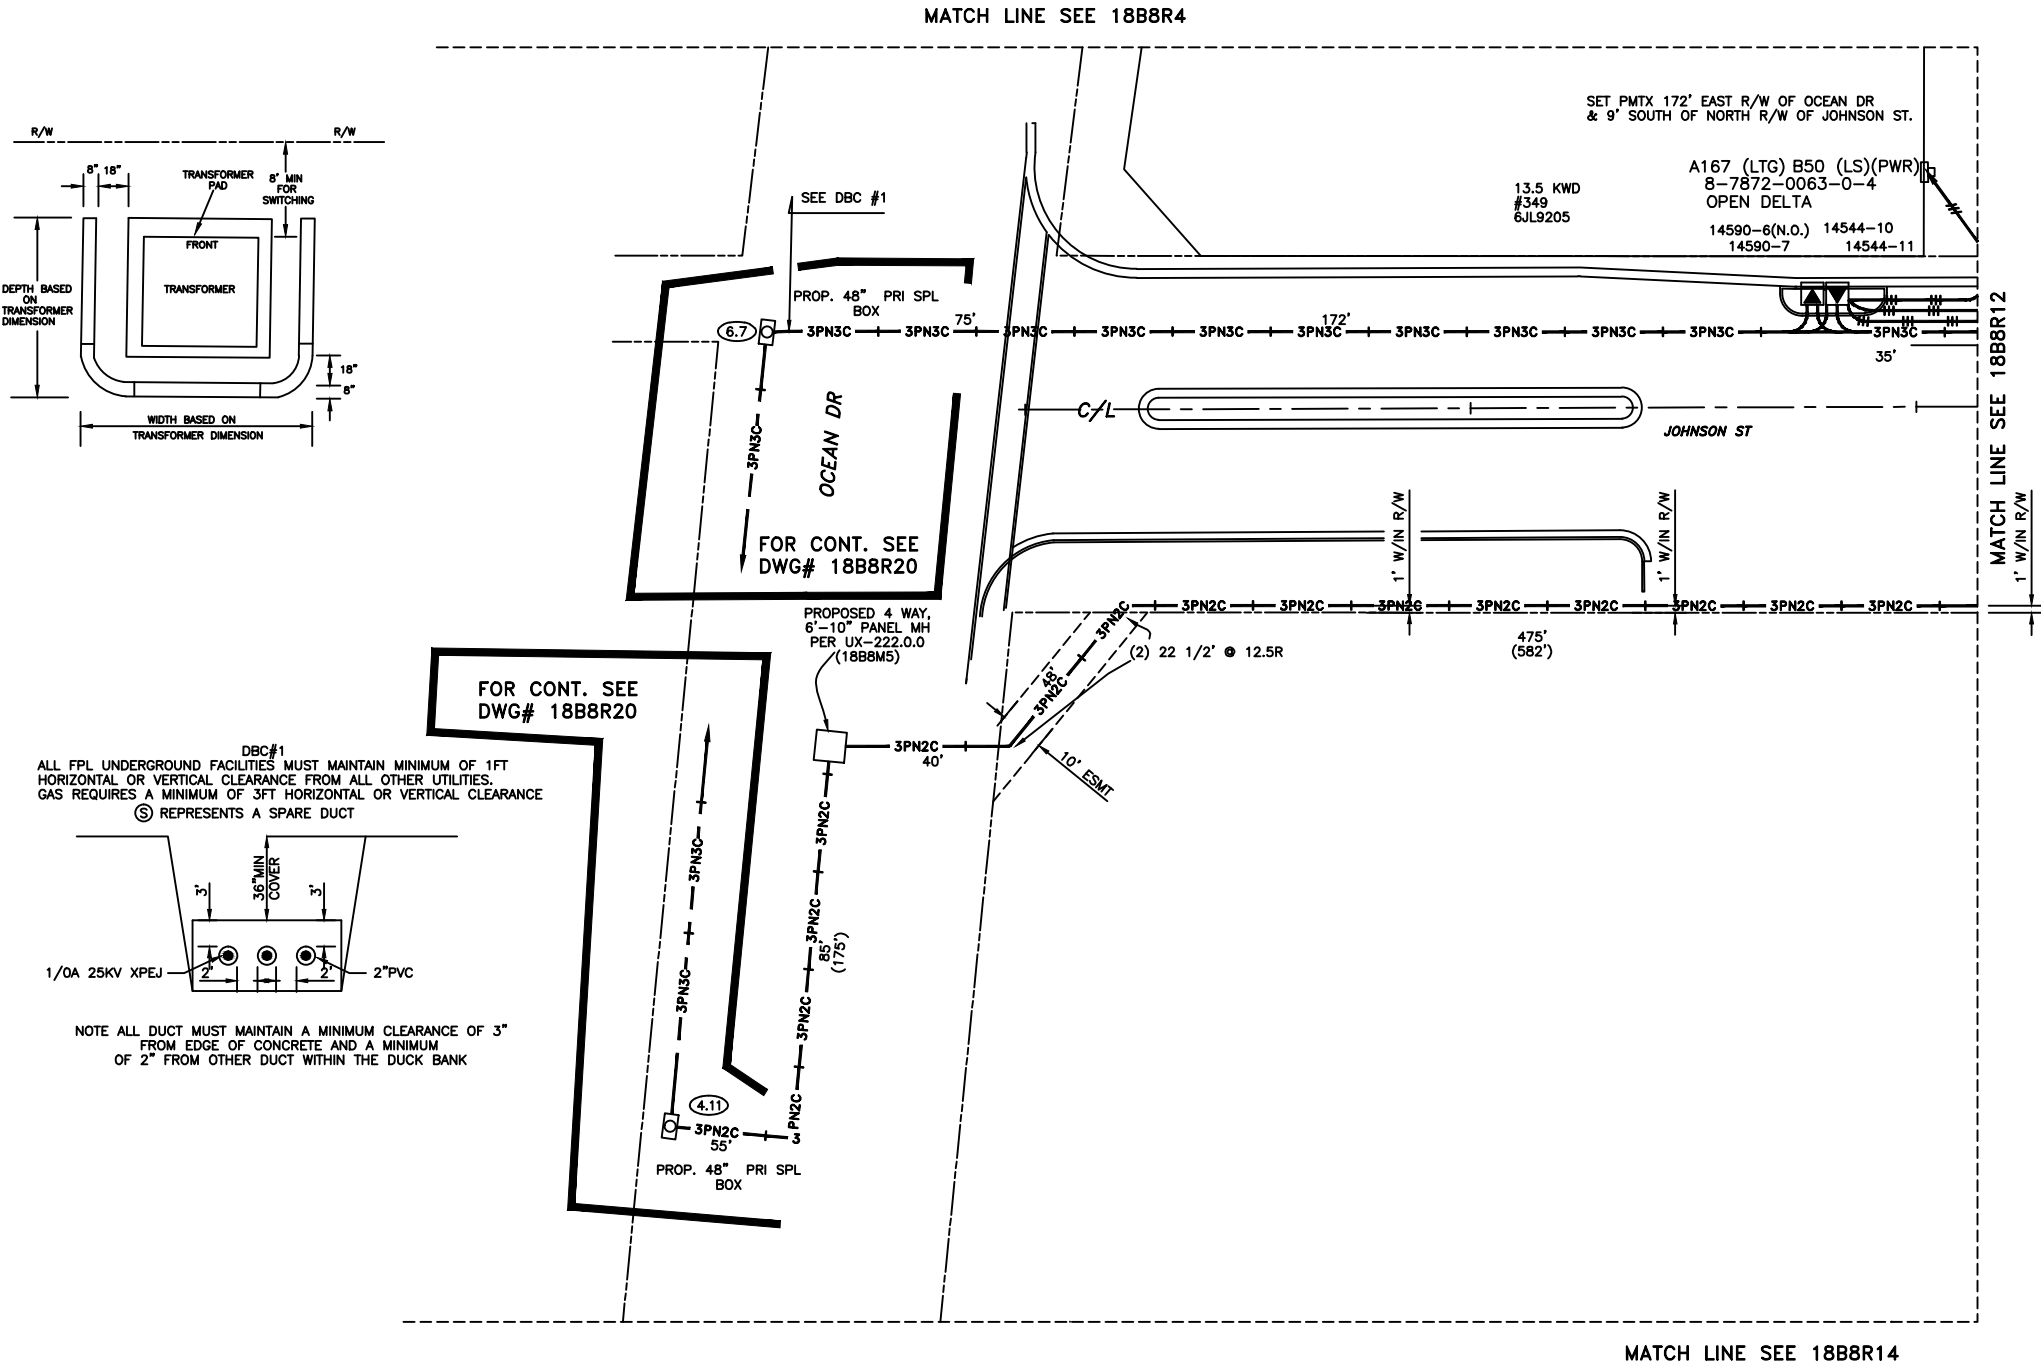 MATCH LINE SEE 18B8R4
SET PMTX 172' EAST R/W OF OCEAN DR
& 9' SOUTH OF NORTH R/W OF JOHNSON ST.
R/W
R/W
8"
18"
TRANSFORMER
PAD
8' MIN
FOR
SWITCHING
FRONT
TRANSFORMER
DEPTH BASED
ON
TRANSFORMER
DIMENSION
18"
8"
WIDTH BASED ON
TRANSFORMER DIMENSION
SEE DBC #1
13.5 KWD
#349
6JL9205
A167 (LTG) B50 (LS)(PWR)
8-7872-0063-0-4
OPEN DELTA
14590-6(N.O.) 14544-10
14590-7 14544-11
PROP. 48" PRI SPL
BOX
75'
172'
6.7
3PN3C
3PN3C
3PN3C
3PN3C
3PN3C
3PN3C
3PN3C
3PN3C
3PN3C
3PN3C
3PN3C
35'
3PN3C
OCEAN DR
C/L
JOHNSON ST
MATCH LINE SEE 18B8R12
FOR CONT. SEE
DWG# 18B8R20
1' W/IN R/W
1' W/IN R/W
1' W/IN R/W
PROPOSED 4 WAY,
6'-10" PANEL MH
PER UX-222.0.0
(18B8M5)
3PN2C
3PN2C
3PN2C
3PN2C
3PN2C
3PN2C
3PN2C
3PN2C
3PN2C
475'
(582')
(2) 22 1/2' @ 12.5R
48'
3PN2C
10' ESMT
FOR CONT. SEE
DWG# 18B8R20
3PN2C
40'
DBC#1
ALL FPL UNDERGROUND FACILITIES MUST MAINTAIN MINIMUM OF 1FT
HORIZONTAL OR VERTICAL CLEARANCE FROM ALL OTHER UTILITIES.
GAS REQUIRES A MINIMUM OF 3FT HORIZONTAL OR VERTICAL CLEARANCE
S REPRESENTS A SPARE DUCT
36"MIN
COVER
3'
3'
2'
2'
1/0A 25KV XPEJ
2"PVC
NOTE ALL DUCT MUST MAINTAIN A MINIMUM CLEARANCE OF 3"
FROM EDGE OF CONCRETE AND A MINIMUM
OF 2" FROM OTHER DUCT WITHIN THE DUCK BANK
3PN3C
3PN3C
3PN2C
3PN2C
85'
(175')
3PN2C
3PN2C
4.11
3PN2C
55'
PROP. 48" PRI SPL
BOX
MATCH LINE SEE 18B8R14